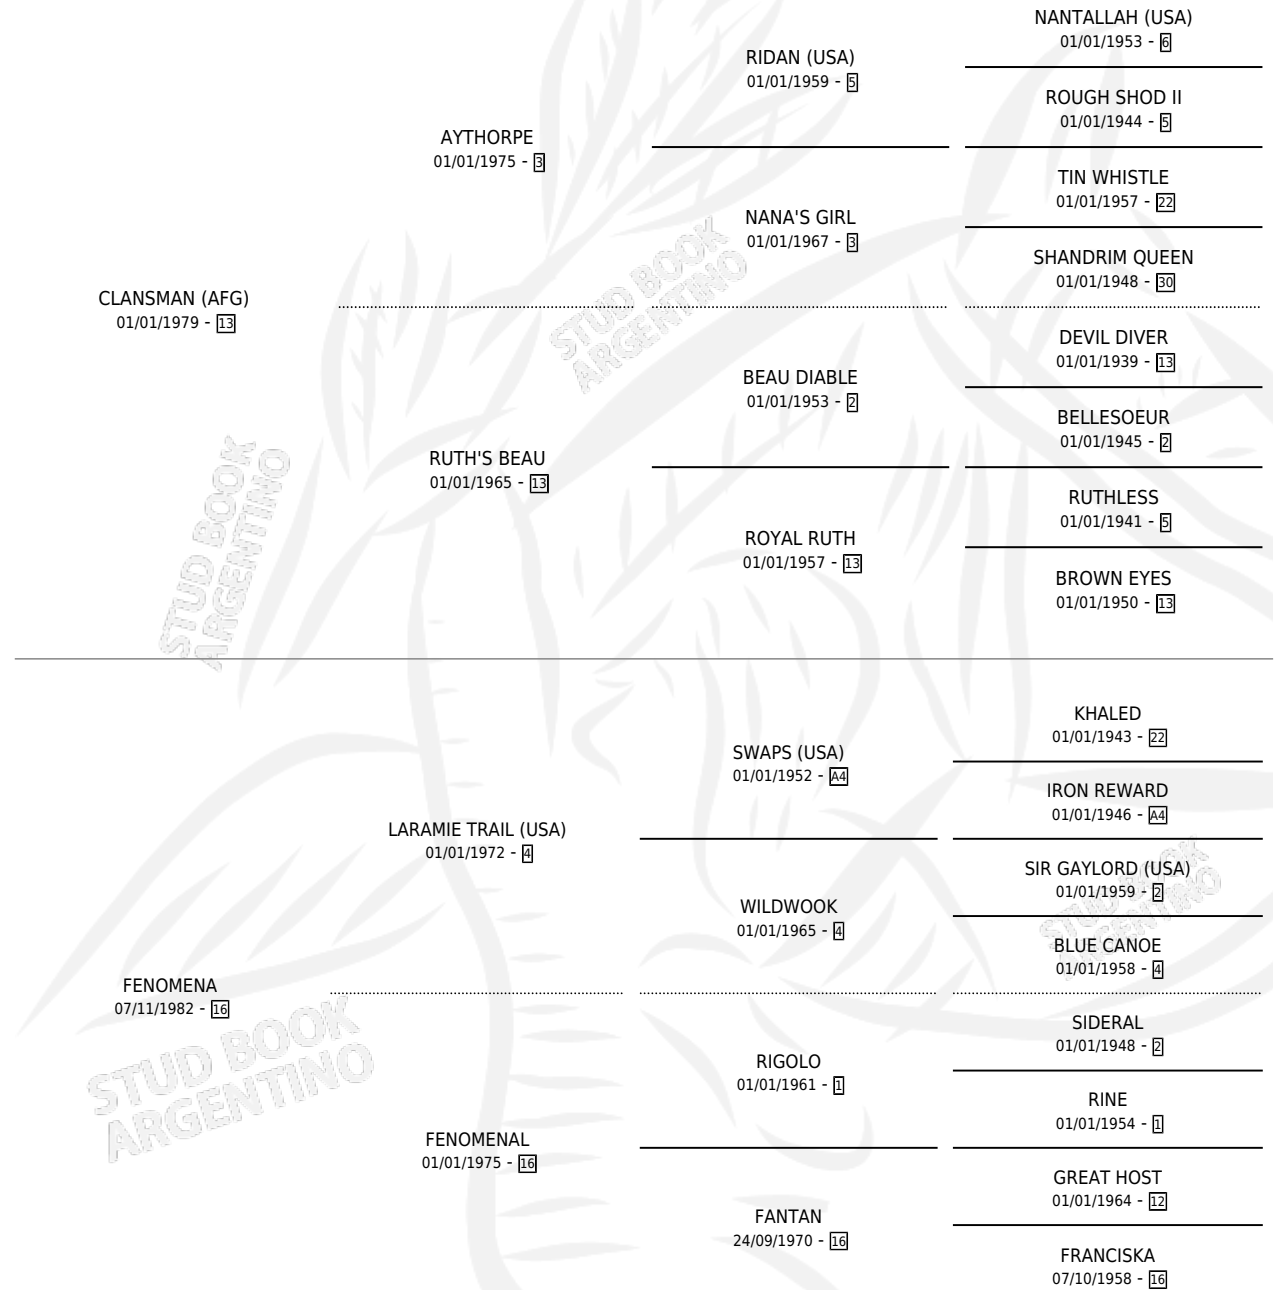 NANTALLAH (USA)
01/01/1953 - 6
RIDAN (USA)
01/01/1959 - 5
ROUGH SHOD II
01/01/1944 - 5
AYTHORPE
01/01/1975 - 3
TIN WHISTLE
01/01/1957 - 22
NANA'S GIRL
01/01/1967 - 3
SHANDRIM QUEEN
01/01/1948 - 30
CLANSMAN (AFG)
01/01/1979 - 13
DEVIL DIVER
01/01/1939 - 13
BEAU DIABLE
01/01/1953 - 2
BELLESOEUR
01/01/1945 - 2
RUTH'S BEAU
01/01/1965 - 13
RUTHLESS
01/01/1941 - 5
ROYAL RUTH
01/01/1957 - 13
BROWN EYES
01/01/1950 - 13
STUD BOOK
ARGENTINO
STUD BOOK
ARGENTINO
KHALED
01/01/1943 - 22
SWAPS (USA)
01/01/1952 - A4
IRON REWARD
01/01/1946 - A4
LARAMIE TRAIL (USA)
01/01/1972 - 4
SIR GAYLORD (USA)
01/01/1959 - 2
WILDWOOK
01/01/1965 - 4
BLUE CANOE
01/01/1958 - 4
STUD BOOK
ARGENTINO
FENOMENA
07/11/1982 - 16
SIDERAL
01/01/1948 - 2
RIGOLO
01/01/1961 - 1
RINE
01/01/1954 - 1
FENOMENAL
01/01/1975 - 16
GREAT HOST
01/01/1964 - 12
FANTAN
24/09/1970 - 16
FRANCISKA
07/10/1958 - 16
STUD BOOK
ARGENTINO